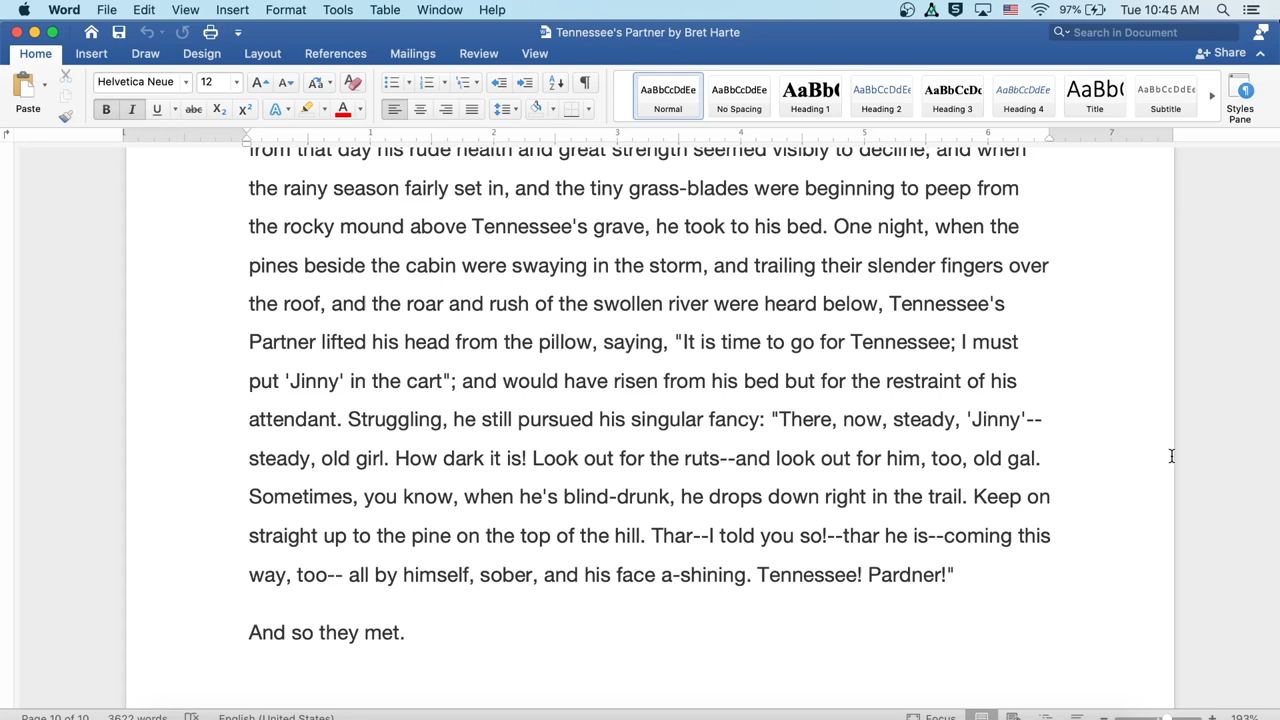 Word File Edit View Insert Format Tools Table Window Help 97% Tue 10:45 AM
Tennessee's Partner by Bret Harte Search in Document
Home Insert Draw Design Layout References Mailings Review View Share
Paste Helvetica Neue 12 A A Aa A AaBbCcDdEe AaBbCcDdEe AaBb( AaBbCcDdE AaBbCcDc AaBbCcDdEe AaBb( AaBbCcDdEe
B I U abc X₂ X² A A Normal No Spacing Heading 1 Heading 2 Heading 3 Heading 4 Title Subtitle Styles Pane
1 1 2 3 4 5 6 7
from that day his rude health and great strength seemed visibly to decline; and when
the rainy season fairly set in, and the tiny grass-blades were beginning to peep from
the rocky mound above Tennessee's grave, he took to his bed. One night, when the
pines beside the cabin were swaying in the storm, and trailing their slender fingers over
the roof, and the roar and rush of the swollen river were heard below, Tennessee's
Partner lifted his head from the pillow, saying, "It is time to go for Tennessee; I must
put 'Jinny' in the cart"; and would have risen from his bed but for the restraint of his
attendant. Struggling, he still pursued his singular fancy: "There, now, steady, 'Jinny'--
steady, old girl. How dark it is! Look out for the ruts--and look out for him, too, old gal.
Sometimes, you know, when he's blind-drunk, he drops down right in the trail. Keep on
straight up to the pine on the top of the hill. Thar--I told you so!--thar he is--coming this
way, too-- all by himself, sober, and his face a-shining. Tennessee! Pardner!"
And so they met.
Page 10 of 10 3622 words English (United States) Focus 193%